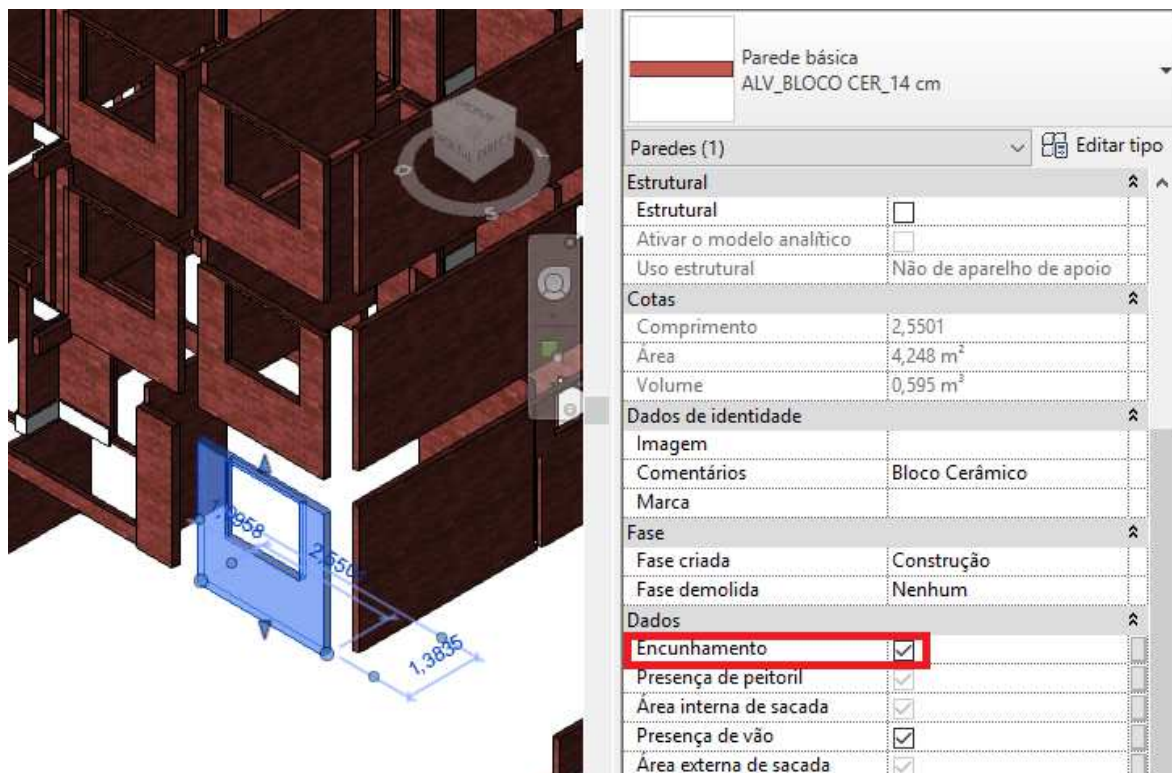 Parede básica
ALV_BLOCO CER_14 cm
Paredes (1)
Editar tipo
Estrutural
Estrutural
Ativar o modelo analítico
Uso estrutural Não de aparelho de apoio
Cotas
Comprimento 2,5501
Área 4,248 m²
Volume 0,595 m³
Dados de identidade
Imagem
Comentários Bloco Cerâmico
Marca
Fase
Fase criada Construção
Fase demolida Nenhum
Dados
Encunhamento
Presença de peitoril
Área interna de sacada
Presença de vão
Área externa de sacada
O
L
S
1,3835